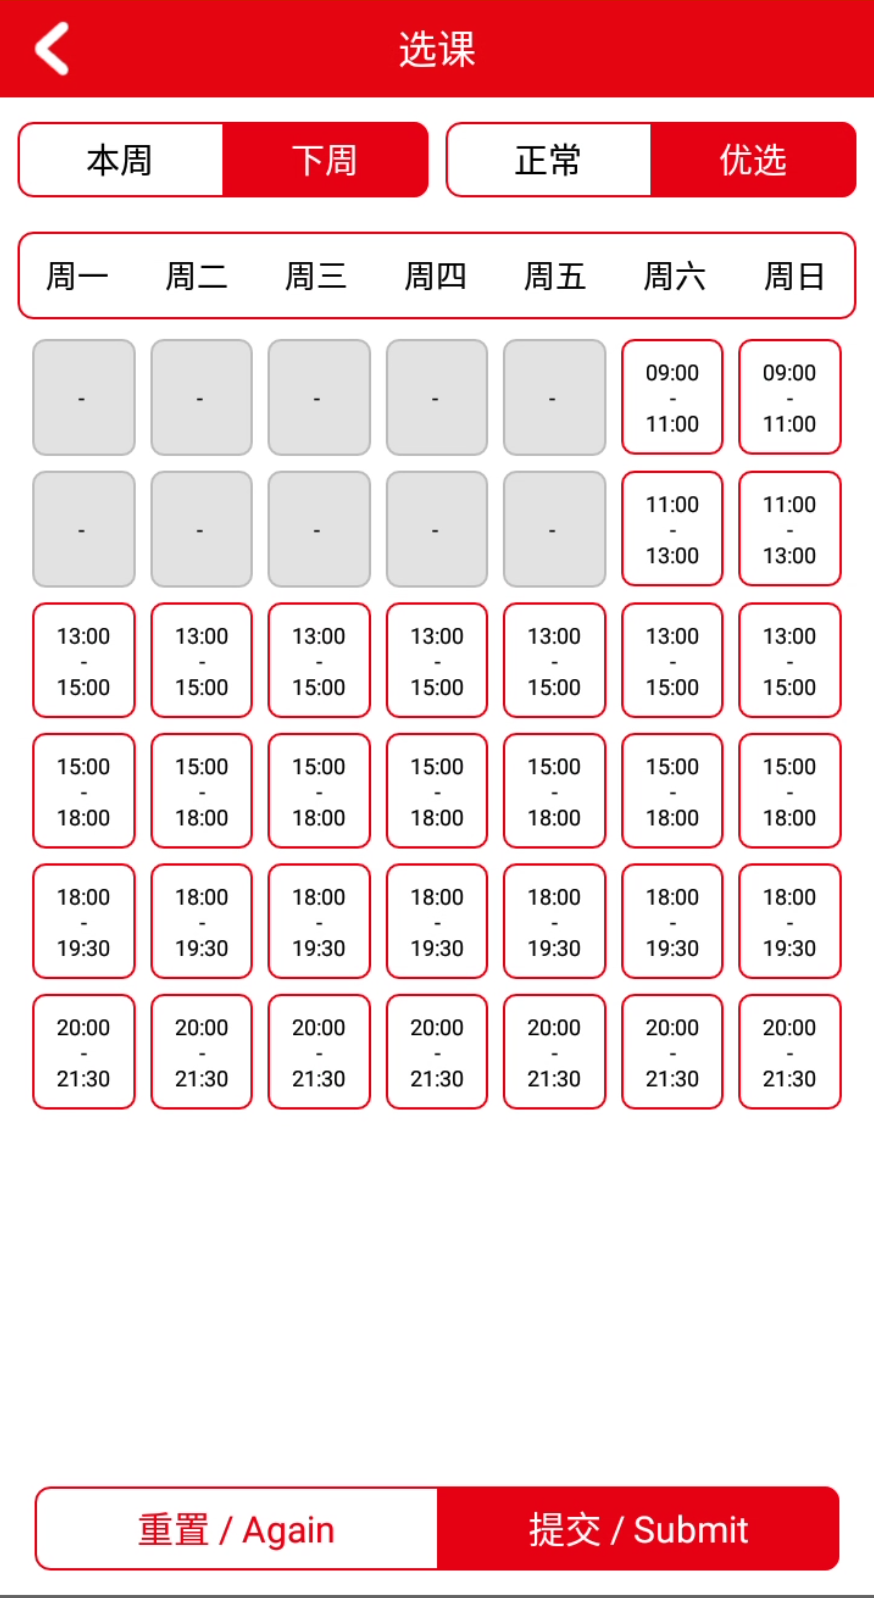 选课
本周 下周 正常 优选
周一 周二 周三 周四 周五 周六 周日
- - - - - 09:00 - 11:00 09:00 - 11:00
- - - - - 11:00 - 13:00 11:00 - 13:00
13:00 - 15:00 13:00 - 15:00 13:00 - 15:00 13:00 - 15:00 13:00 - 15:00 13:00 - 15:00 13:00 - 15:00
15:00 - 18:00 15:00 - 18:00 15:00 - 18:00 15:00 - 18:00 15:00 - 18:00 15:00 - 18:00 15:00 - 18:00
18:00 - 19:30 18:00 - 19:30 18:00 - 19:30 18:00 - 19:30 18:00 - 19:30 18:00 - 19:30 18:00 - 19:30
20:00 - 21:30 20:00 - 21:30 20:00 - 21:30 20:00 - 21:30 20:00 - 21:30 20:00 - 21:30 20:00 - 21:30
重置 / Again 提交 / Submit